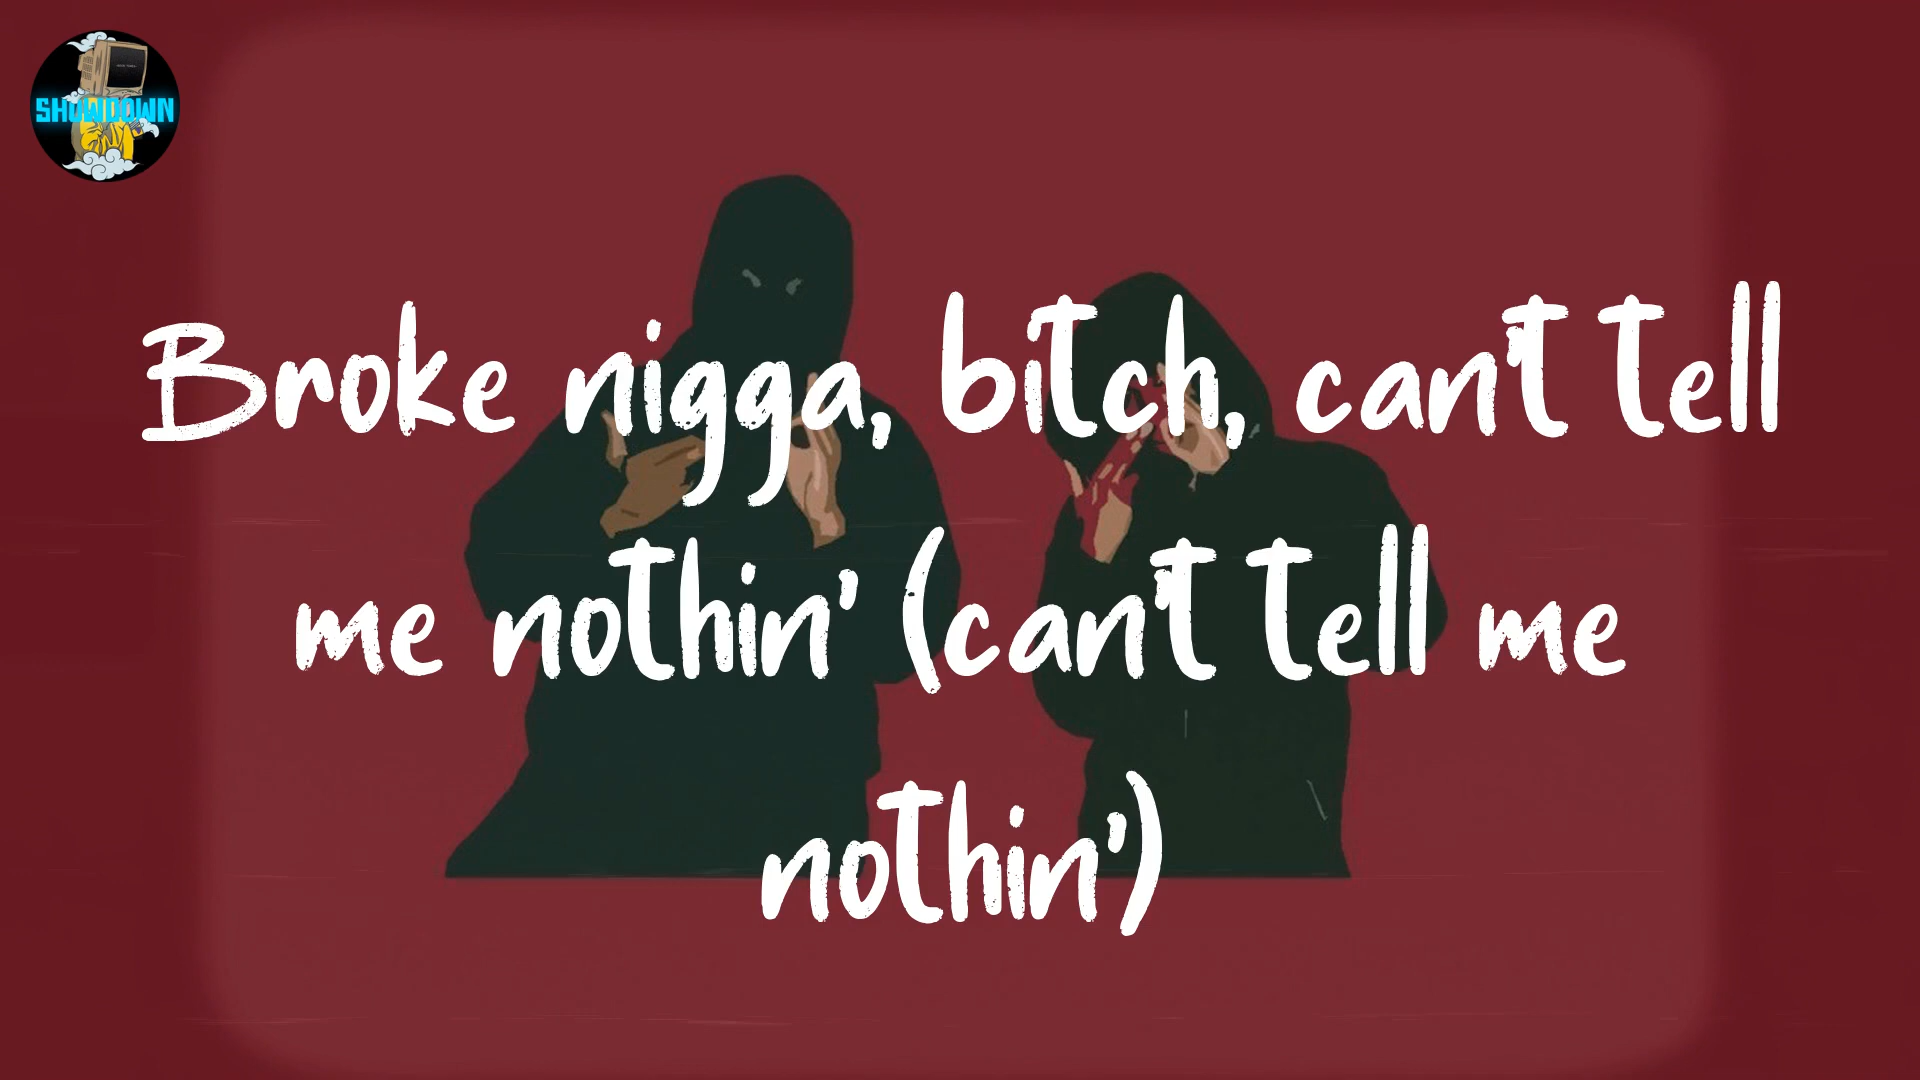 SHOWDOWN
Broke nigga, bitch, can't tell
me nothin' (can't tell me
nothin')